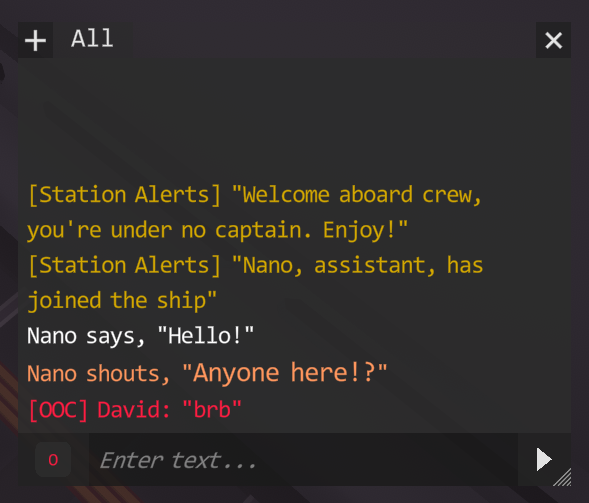 + All ×
[Station Alerts] "Welcome aboard crew,
you're under no captain. Enjoy!"
[Station Alerts] "Nano, assistant, has
joined the ship"
Nano says, "Hello!"
Nano shouts, "Anyone here!?"
[OOC] David: "brb"
O Enter text...